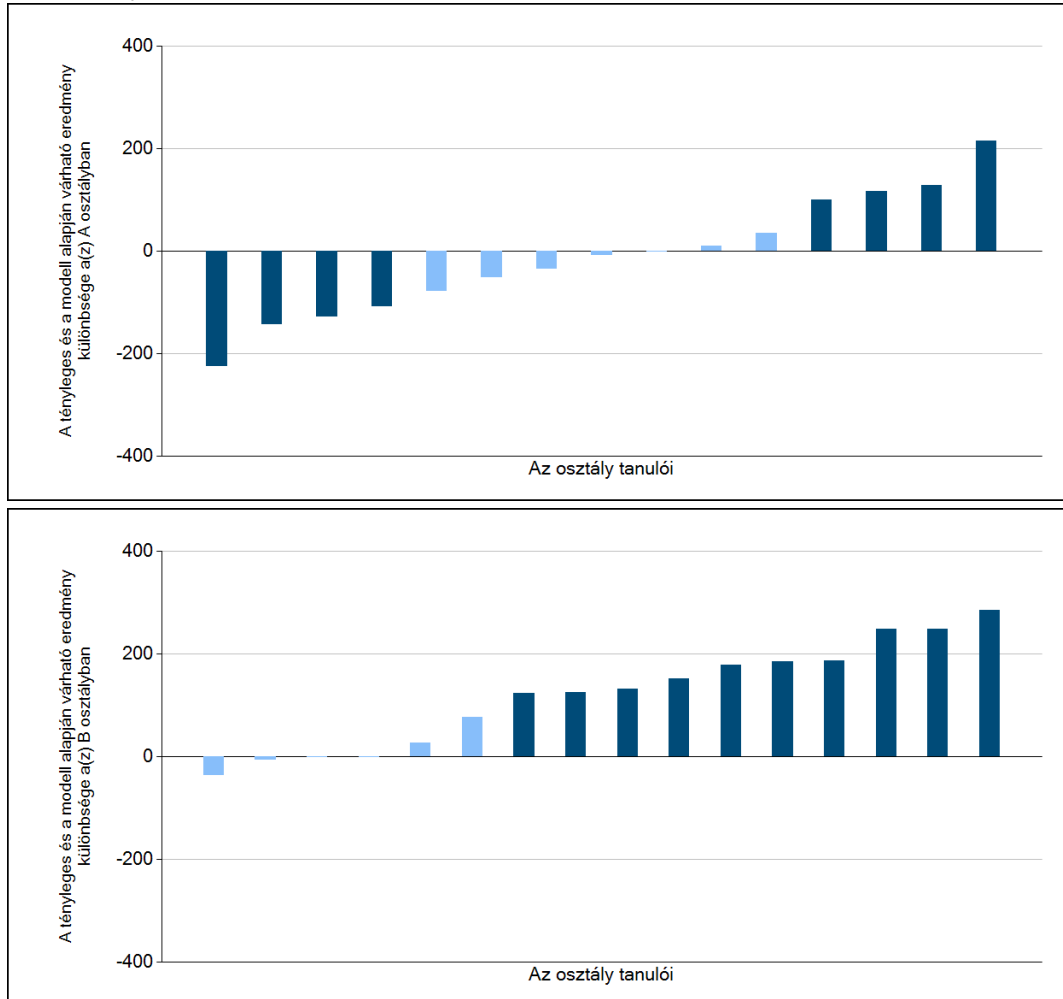 A tényleges és a modell alapján várható eredmény
különbsége a(z) A osztályban
400
200
0
-200
-400
Az osztály tanulói
A tényleges és a modell alapján várható eredmény
különbsége a(z) B osztályban
400
200
0
-200
-400
Az osztály tanulói